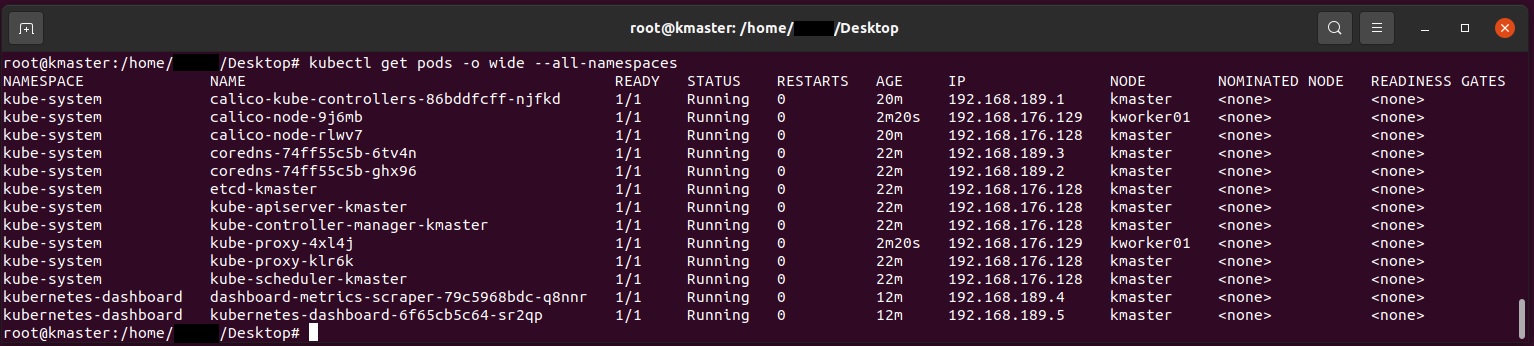 root@kmaster: /home/ /Desktop
root@kmaster:/home/ /Desktop# kubectl get pods -o wide --all-namespaces
NAMESPACE NAME READY STATUS RESTARTS AGE IP NODE NOMINATED NODE READINESS GATES
kube-system calico-kube-controllers-86bddfcff-njfkd 1/1 Running 0 20m 192.168.189.1 kmaster <none> <none>
kube-system calico-node-9j6mb 1/1 Running 0 2m20s 192.168.176.129 kworker01 <none> <none>
kube-system calico-node-rlwv7 1/1 Running 0 20m 192.168.176.128 kmaster <none> <none>
kube-system coredns-74ff55c5b-6tv4n 1/1 Running 0 22m 192.168.189.3 kmaster <none> <none>
kube-system coredns-74ff55c5b-ghx96 1/1 Running 0 22m 192.168.189.2 kmaster <none> <none>
kube-system etcd-kmaster 1/1 Running 0 22m 192.168.176.128 kmaster <none> <none>
kube-system kube-apiserver-kmaster 1/1 Running 0 22m 192.168.176.128 kmaster <none> <none>
kube-system kube-controller-manager-kmaster 1/1 Running 0 22m 192.168.176.128 kmaster <none> <none>
kube-system kube-proxy-4xl4j 1/1 Running 0 2m20s 192.168.176.129 kworker01 <none> <none>
kube-system kube-proxy-klr6k 1/1 Running 0 22m 192.168.176.128 kmaster <none> <none>
kube-system kube-scheduler-kmaster 1/1 Running 0 22m 192.168.176.128 kmaster <none> <none>
kubernetes-dashboard dashboard-metrics-scraper-79c5968bdc-q8nnr 1/1 Running 0 12m 192.168.189.4 kmaster <none> <none>
kubernetes-dashboard kubernetes-dashboard-6f65cb5c64-sr2qp 1/1 Running 0 12m 192.168.189.5 kmaster <none> <none>
root@kmaster:/home/ /Desktop#